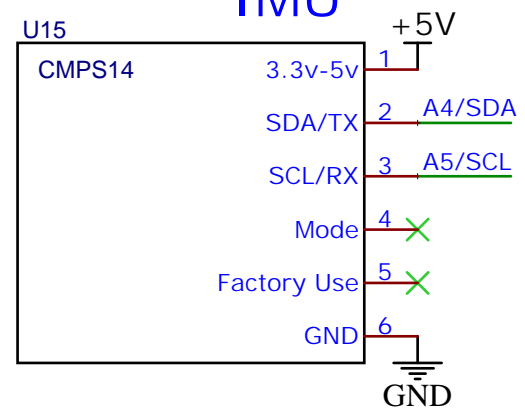 IMU
U15
+5V
CMPS14
3.3v-5v 1
SDA/TX 2 A4/SDA
SCL/RX 3 A5/SCL
Mode 4
Factory Use 5
GND 6
GND